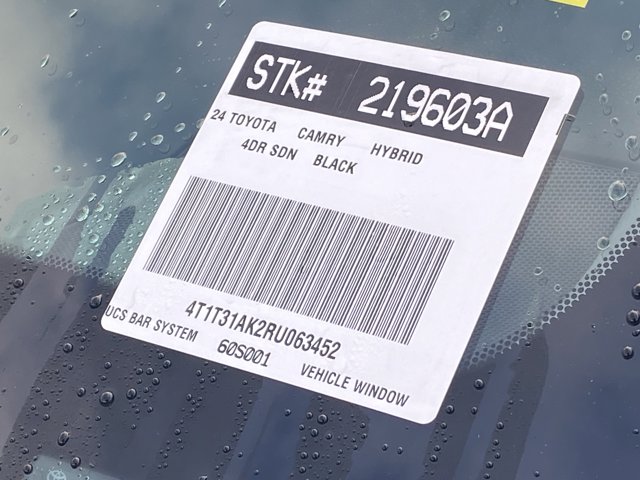 STK# 219603A
24 TOYOTA CAMRY HYBRID
4DR SDN BLACK
4T1T31AK2RU063452
UCS BAR SYSTEM 60S001 VEHICLE WINDOW